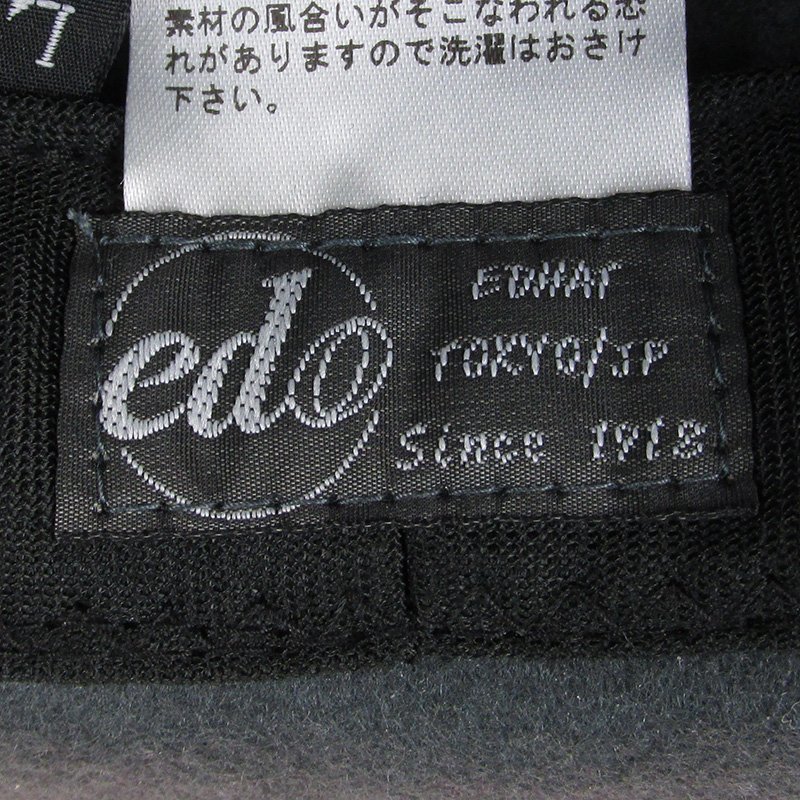 素材の風合いがそこなわれる恐
れがありますので洗濯はおさけ
下さい。
edo
EDHAT
TOKYO/JP
Since 1918